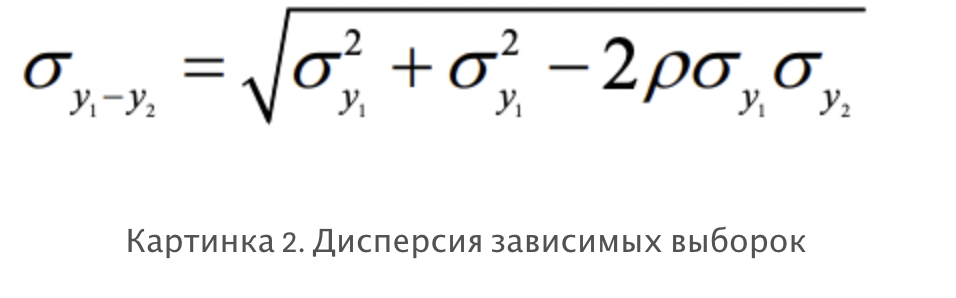 σ_{y₁−y₂} = √(σ²_{y₁} + σ²_{y₁} − 2ρσ_{y₁}σ_{y₂})
Картинка 2. Дисперсия зависимых выборок